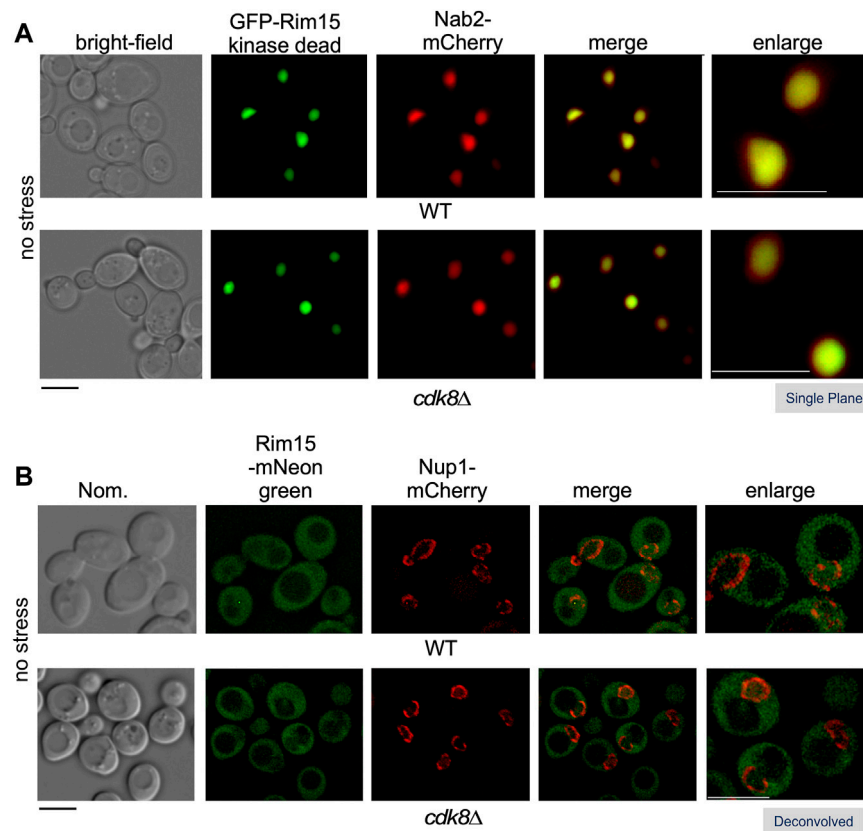 A
bright-field
GFP-Rim15
kinase dead
Nab2-
mCherry
merge
enlarge
no stress
WT
cdk8Δ
Single Plane
B
Nom.
Rim15
-mNeon
green
Nup1-
mCherry
merge
enlarge
no stress
WT
cdk8Δ
Deconvolved